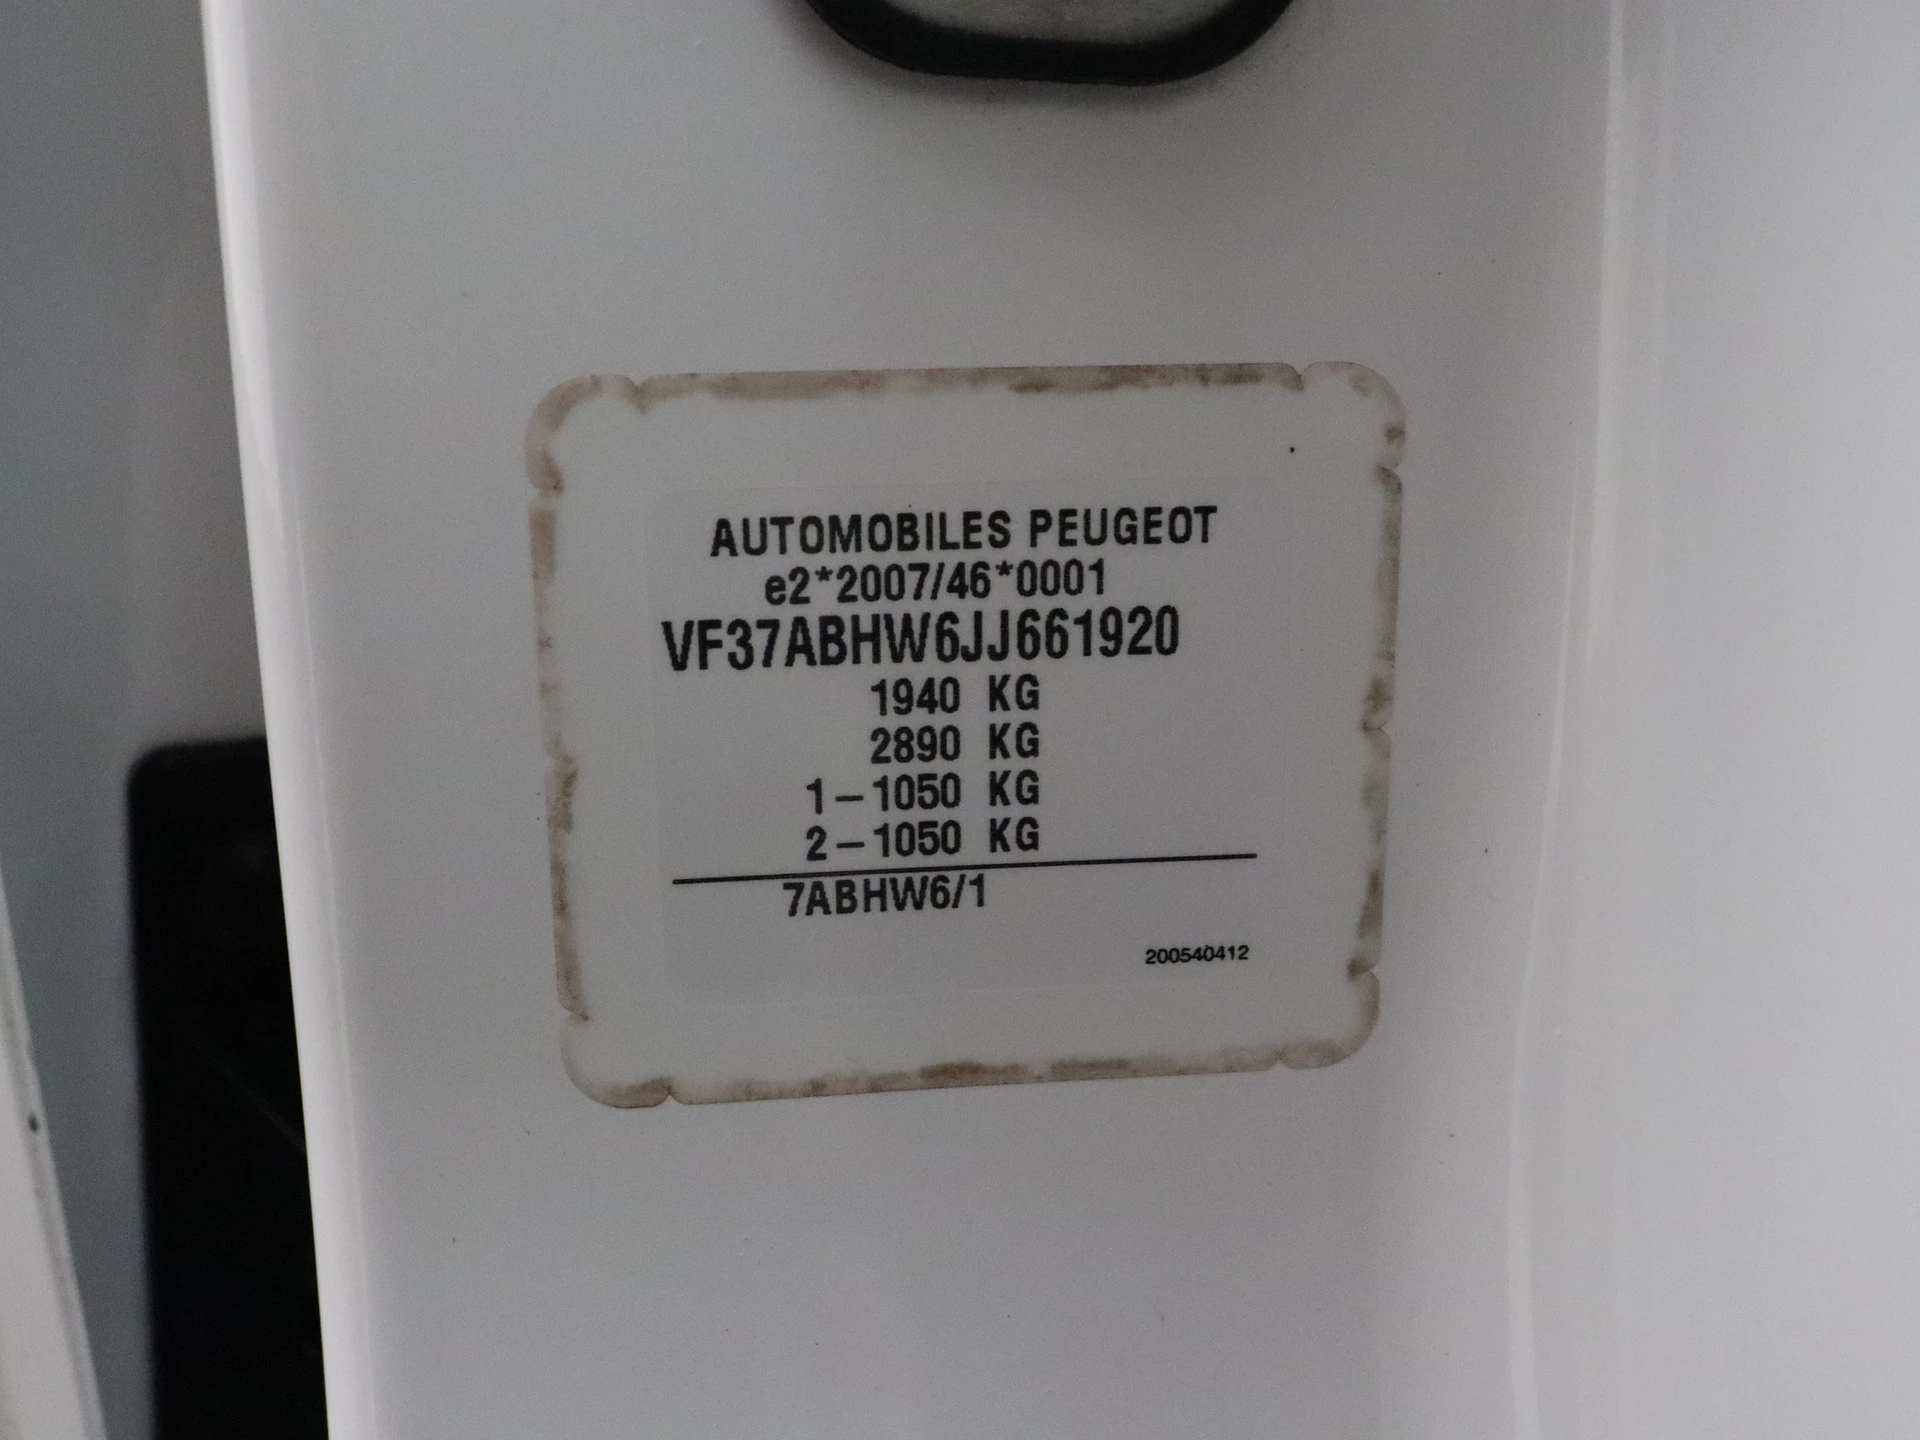 AUTOMOBILES PEUGEOT
e2*2007/46*0001
VF37ABHW6JJ661920
1940 KG
2890 KG
1–1050 KG
2–1050 KG
7ABHW6/1
200540412